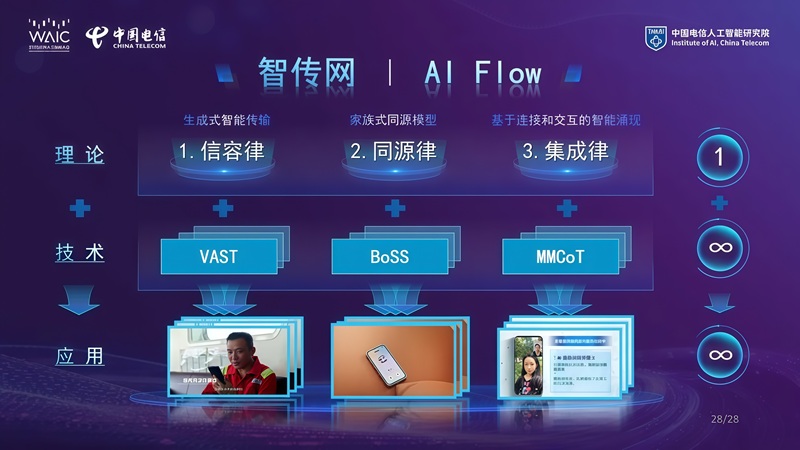 WAIC
中国电信
CHINA TELECOM
TELEAI
中国电信人工智能研究院
Institute of AI, China Telecom
智传网 | AI Flow
生成式智能传输
家族式同源模型
基于连接和交互的智能涌现
理论
1.信容律
2.同源律
3.集成律
1
技术
VAST
BoSS
MMCoT
∞
应用
∞
28/28